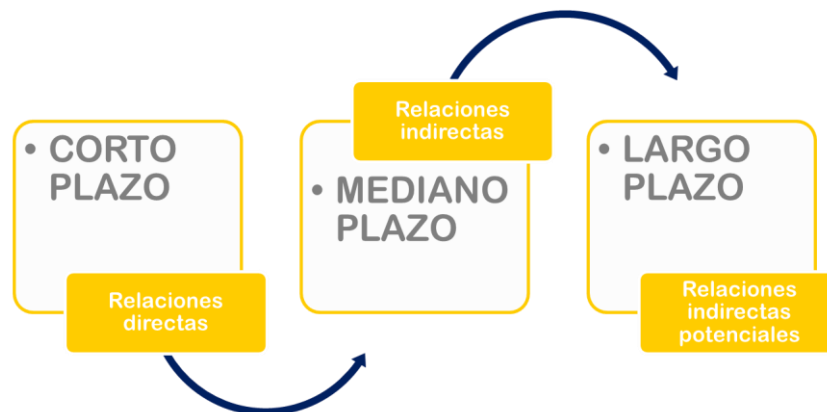 • CORTO
PLAZO
Relaciones
directas
Relaciones
indirectas
• MEDIANO
PLAZO
• LARGO
PLAZO
Relaciones
indirectas
potenciales